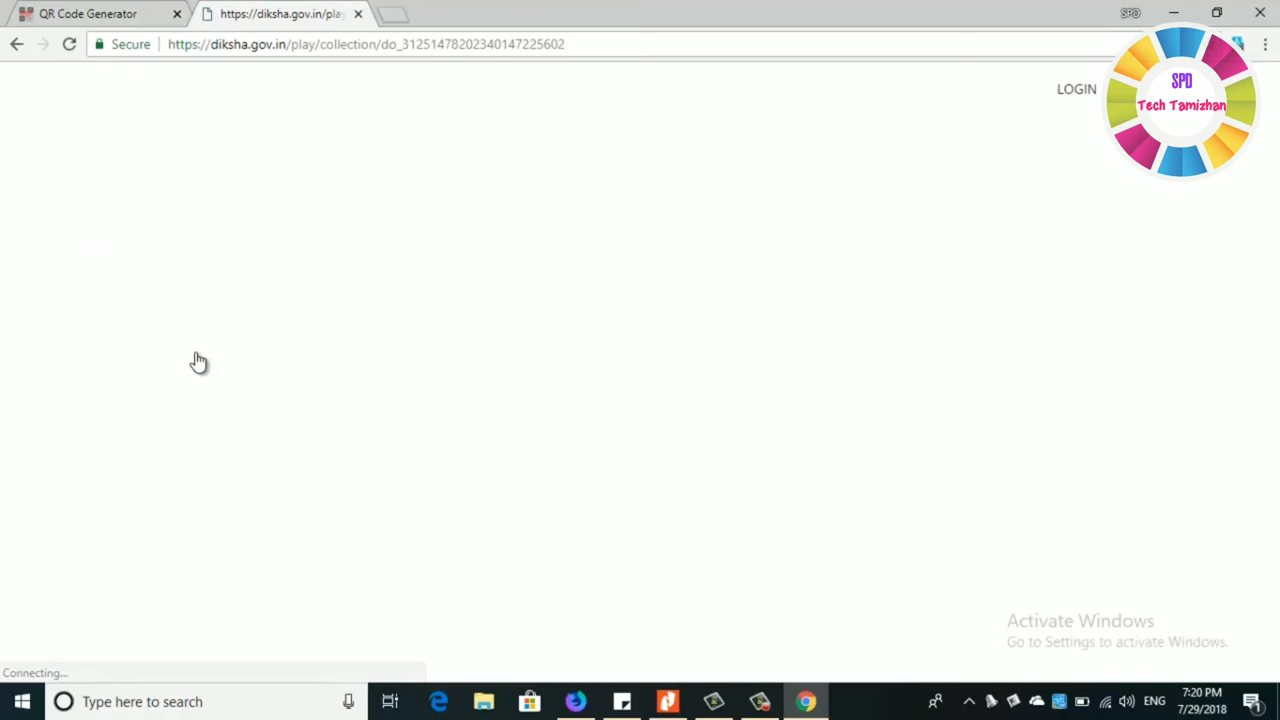 QR Code Generator
https://diksha.gov.in/pla
SPD
Secure
https://diksha.gov.in/play/collection/do_31251478202340147225602
LOGIN
SPD
Tech Tamizhan
Activate Windows
Go to Settings to activate Windows.
Connecting...
Type here to search
ENG
7:20 PM
7/29/2018
1